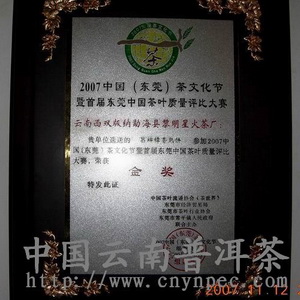 茶
2007中国（东莞）茶文化节
暨首届东莞中国茶叶质量评比大赛
云南西双版纳勐海县黎明星火茶厂：
我单位选送的
参加2007中
国（东莞）茶文化节暨首届东莞中国茶叶质量评比
大赛，荣获
金奖
特发此证
中国云南普洱茶
www.cnynpec.com
2007 11 12